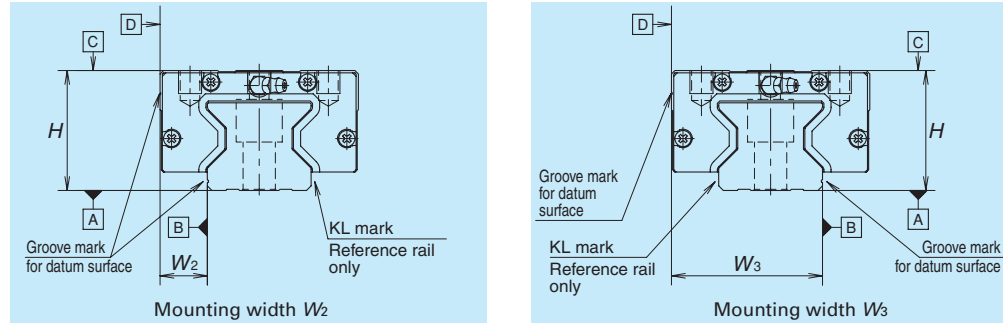 D
C
H
A
B
Groove mark
for datum surface
W2
KL mark
Reference rail
only
Mounting width W2
D
C
H
Groove mark
for datum
surface
A
B
KL mark
Reference rail
only
W3
Groove mark
for datum surface
Mounting width W3